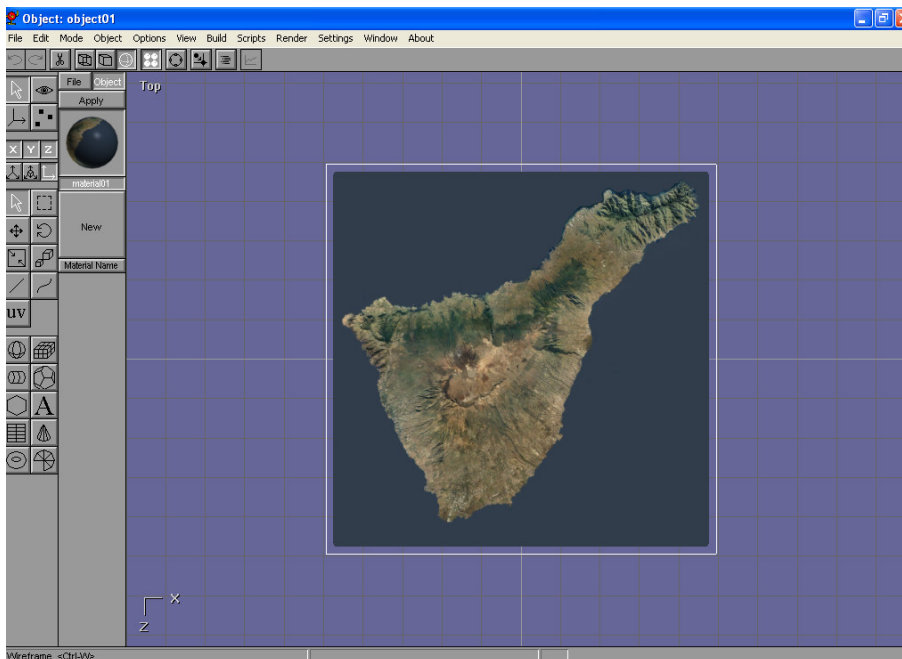 Object: object01
File Edit Mode Object Options View Build Scripts Render Settings Window About
File Object
Top
Apply
X Y Z
material01
New
Material Name
UV
A
X
Z
Wireframe <Ctrl-W>